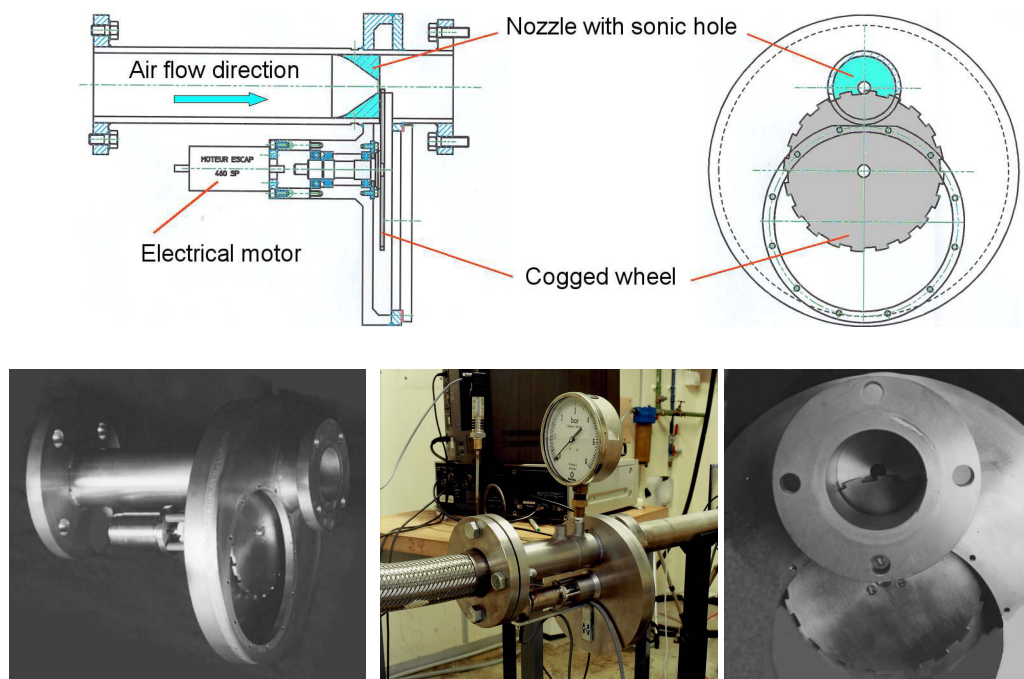 Nozzle with sonic hole
Air flow direction
MOTEUR ESCAP
460 SP
Electrical motor
Cogged wheel
bar